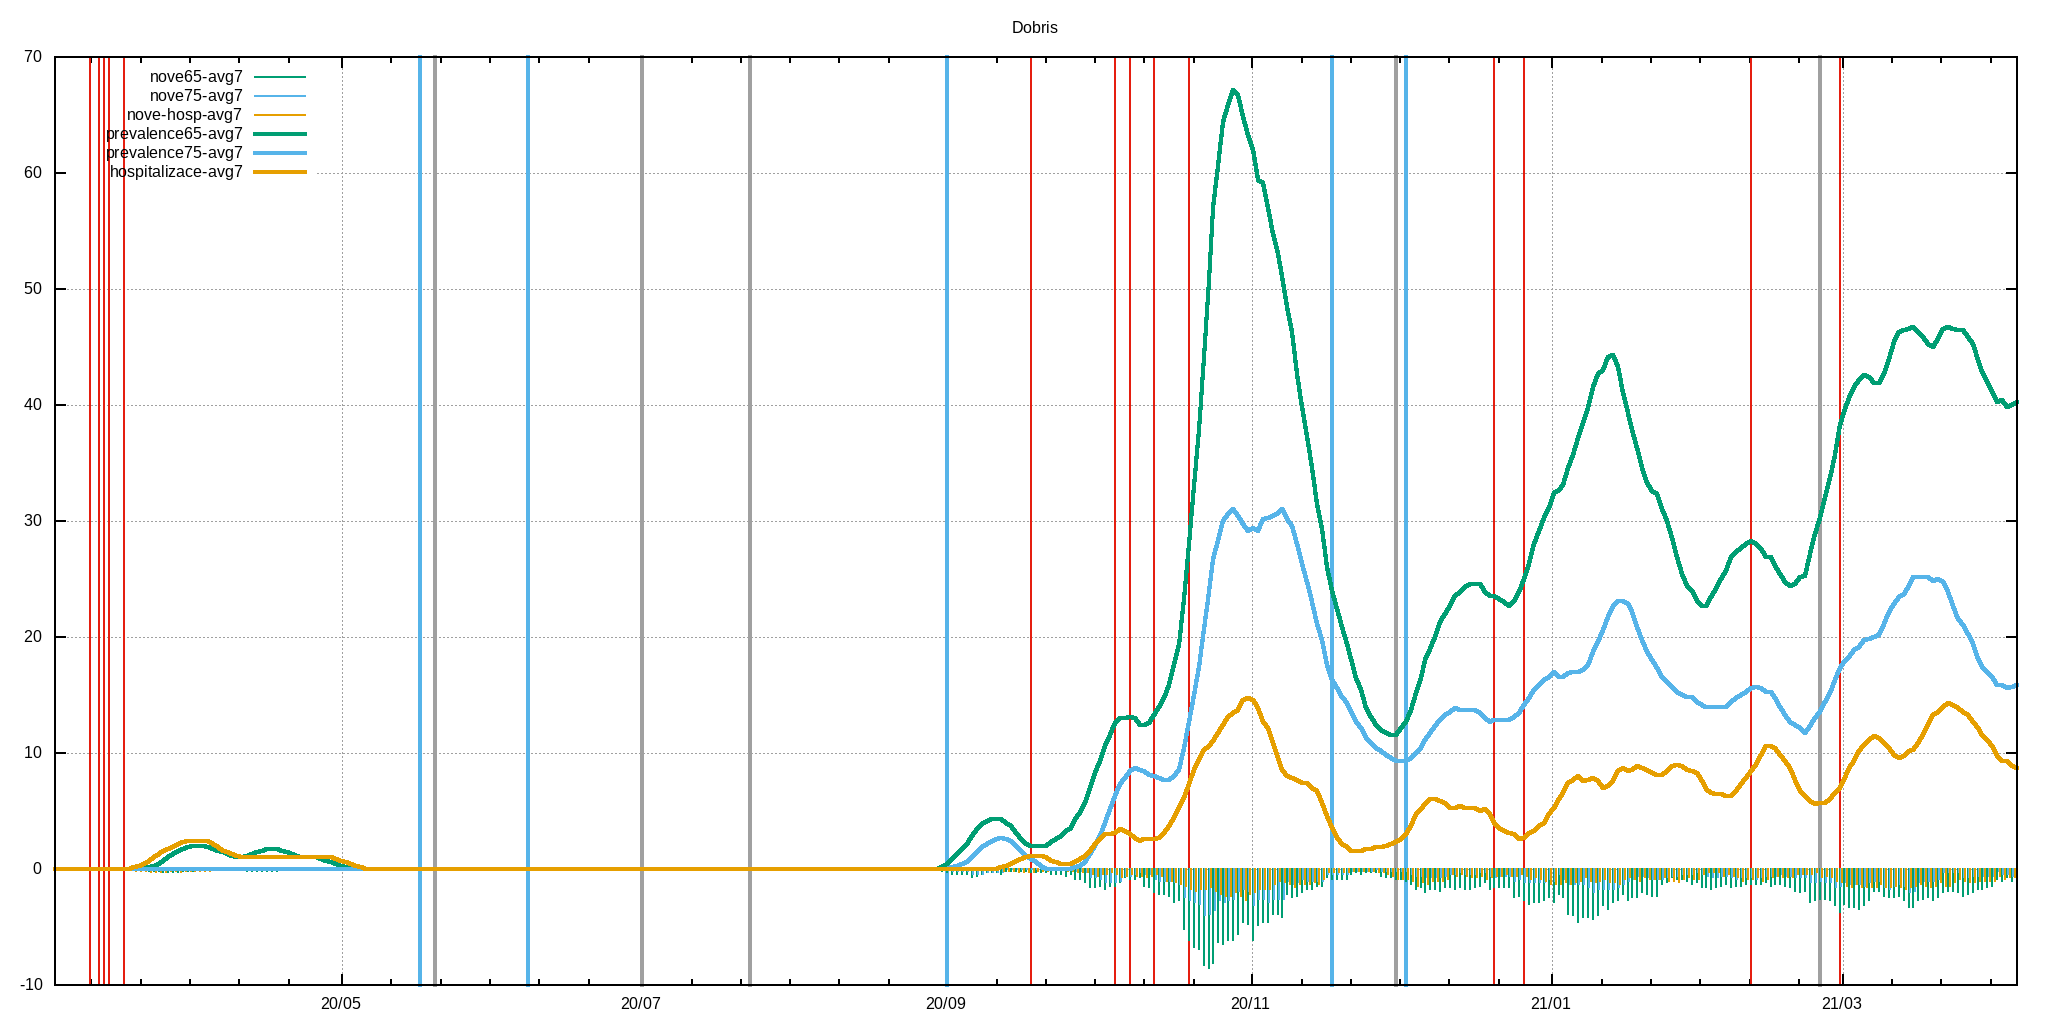 Dobris
70
60
50
40
30
20
10
0
-10
nove65-avg7
nove75-avg7
nove-hosp-avg7
prevalence65-avg7
prevalence75-avg7
hospitalizace-avg7
20/05
20/07
20/09
20/11
21/01
21/03